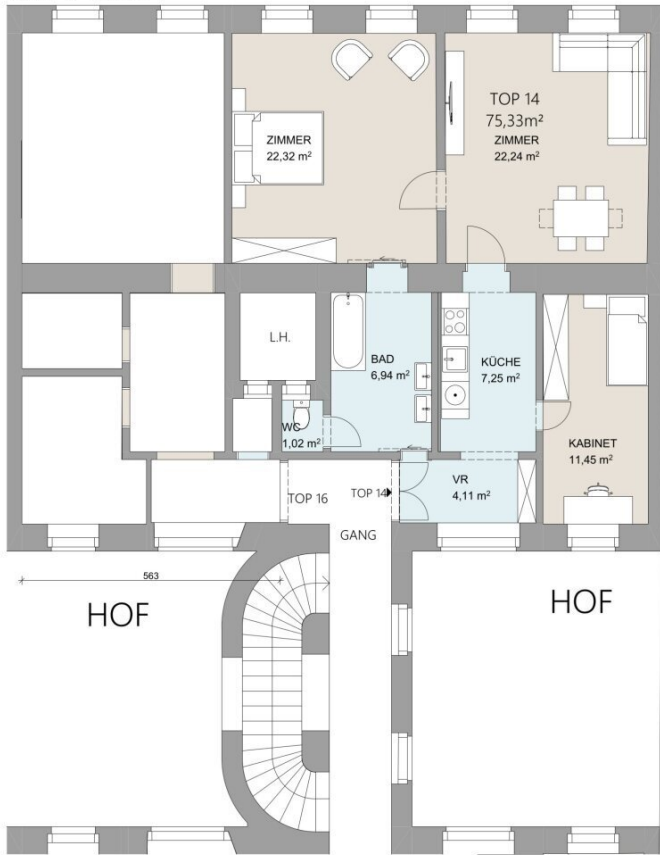 TOP 14
75,33m²
ZIMMER
22,24 m²
ZIMMER
22,32 m²
L.H.
BAD
6,94 m²
KÜCHE
7,25 m²
WC
1,02 m²
KABINET
11,45 m²
VR
4,11 m²
TOP 16
TOP 14
GANG
563
HOF
HOF